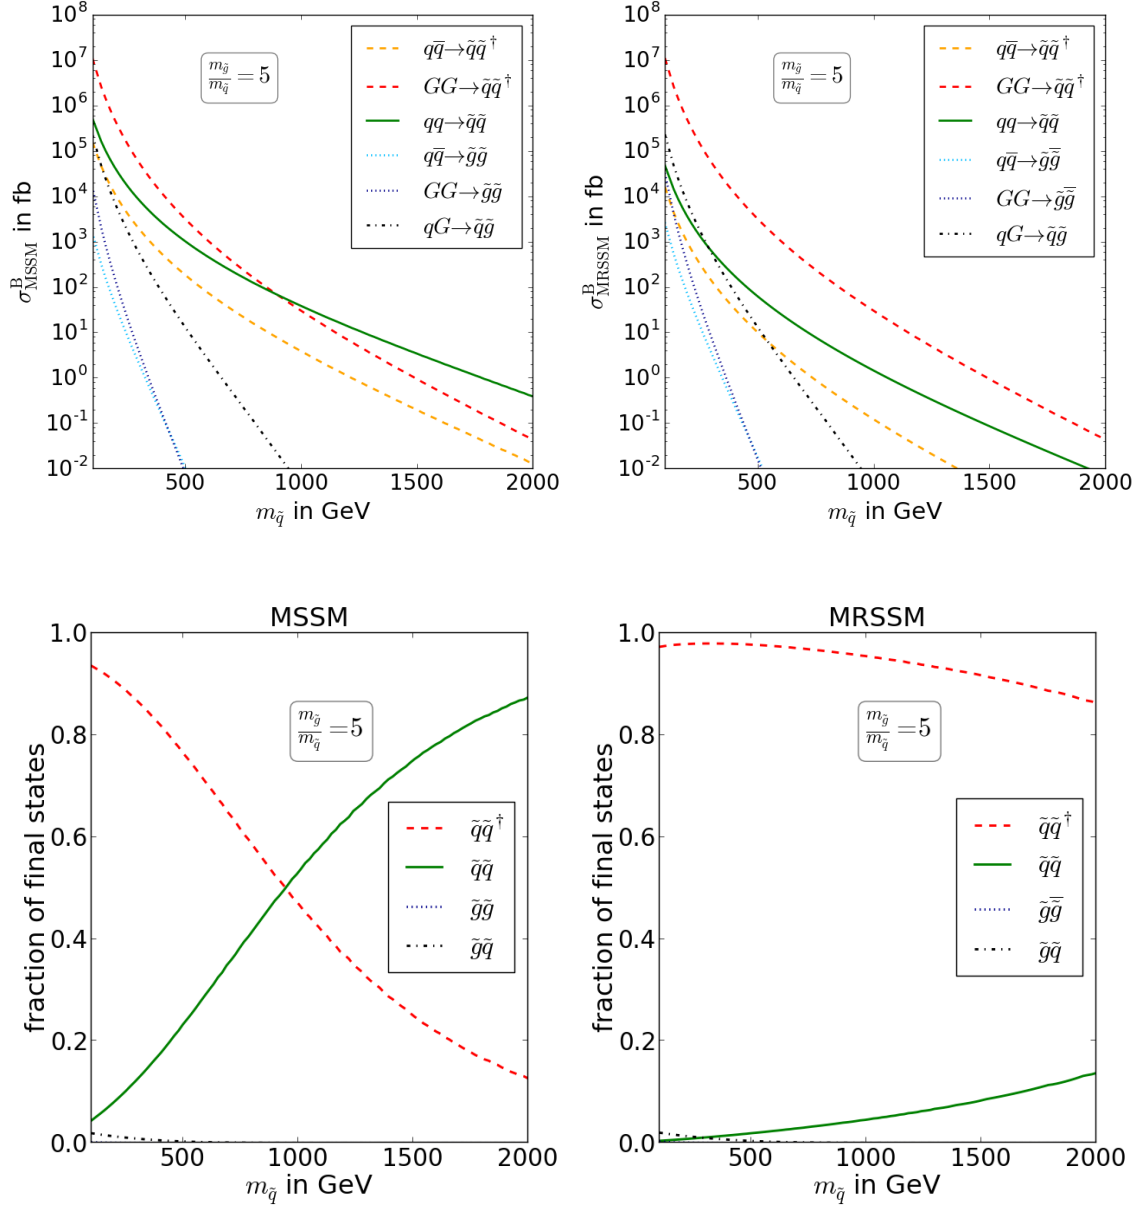 10^8
10^7
10^6
10^5
10^4
10^3
10^2
10^1
10^0
10^{-1}
10^{-2}
σ^B_MSSM in fb
m_g̃/m_q̃ = 5
qq̅→q̃q̃†
GG→q̃q̃†
qq→q̃q̃
qq̅→g̃g̃
GG→g̃g̃
qG→q̃g̃
500 1000 1500 2000
m_q̃ in GeV
10^8
10^7
10^6
10^5
10^4
10^3
10^2
10^1
10^0
10^{-1}
10^{-2}
σ^B_MRSSM in fb
m_g̃/m_q̃ = 5
qq̅→q̃q̃†
GG→q̃q̃†
qq→q̃q̃
qq̅→g̃g̃̅
GG→g̃g̃̅
qG→q̃g̃
500 1000 1500 2000
m_q̃ in GeV
MSSM
1.0
0.8
0.6
0.4
0.2
0.0
fraction of final states
m_g̃/m_q̃ = 5
q̃q̃†
q̃q̃
g̃g̃
g̃q̃
500 1000 1500 2000
m_q̃ in GeV
MRSSM
1.0
0.8
0.6
0.4
0.2
0.0
fraction of final states
m_g̃/m_q̃ = 5
q̃q̃†
q̃q̃
g̃g̃̅
g̃q̃
500 1000 1500 2000
m_q̃ in GeV